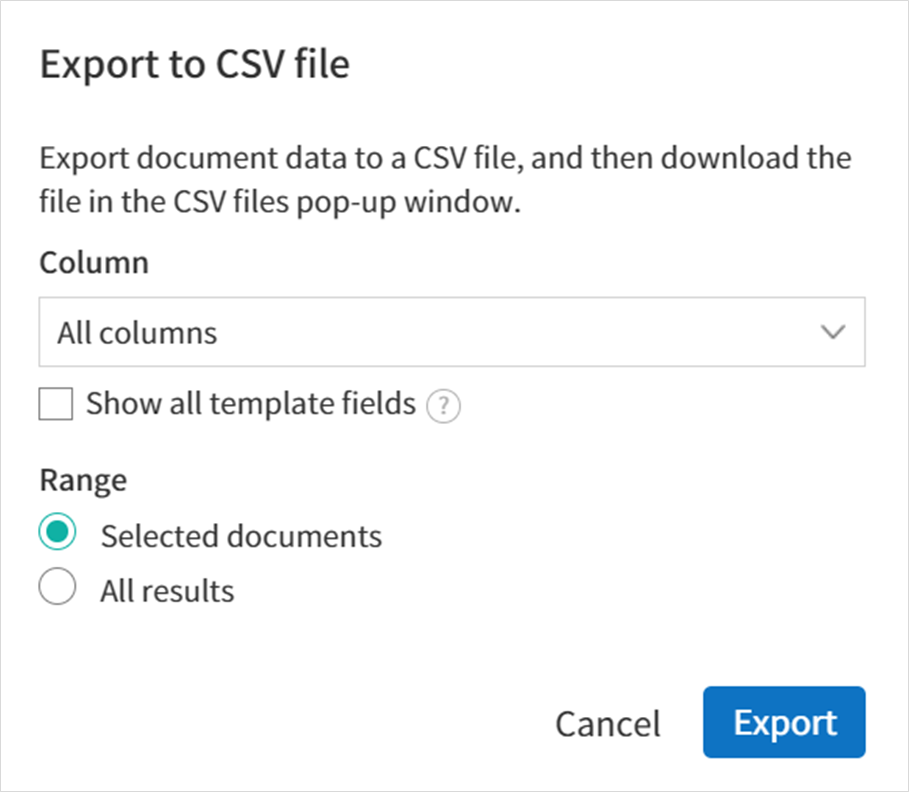 Export to CSV file
Export document data to a CSV file, and then download the
file in the CSV files pop-up window.
Column
All columns
Show all template fields ?
Range
Selected documents
All results
Cancel Export